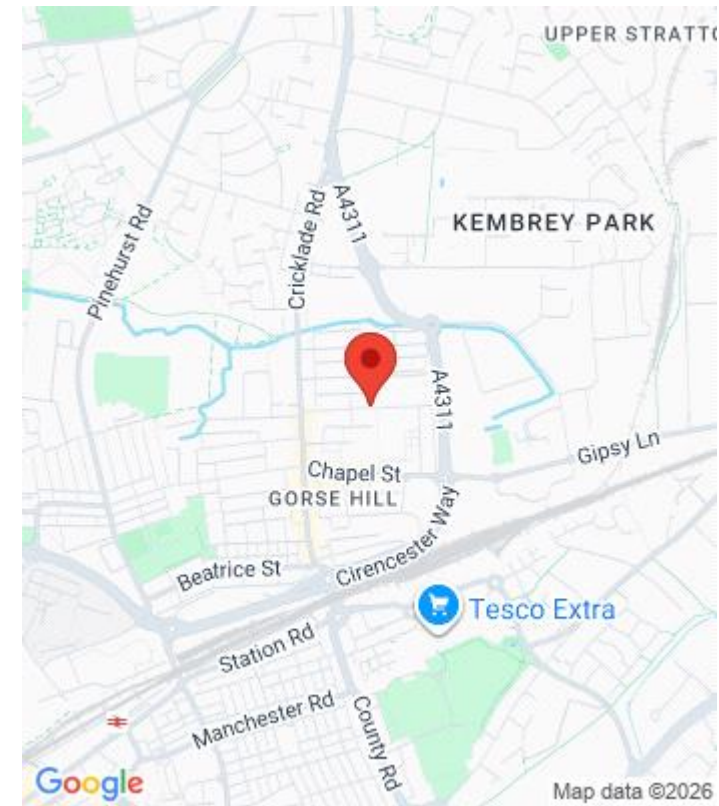 UPPER STRATTO
KEMBREY PARK
Pinehurst Rd
Cricklade Rd
A4311
A4311
Gipsy Ln
Chapel St
GORSE HILL
Cirencester Way
Beatrice St
Tesco Extra
Station Rd
Manchester Rd
County Rd
Google
Map data ©2026